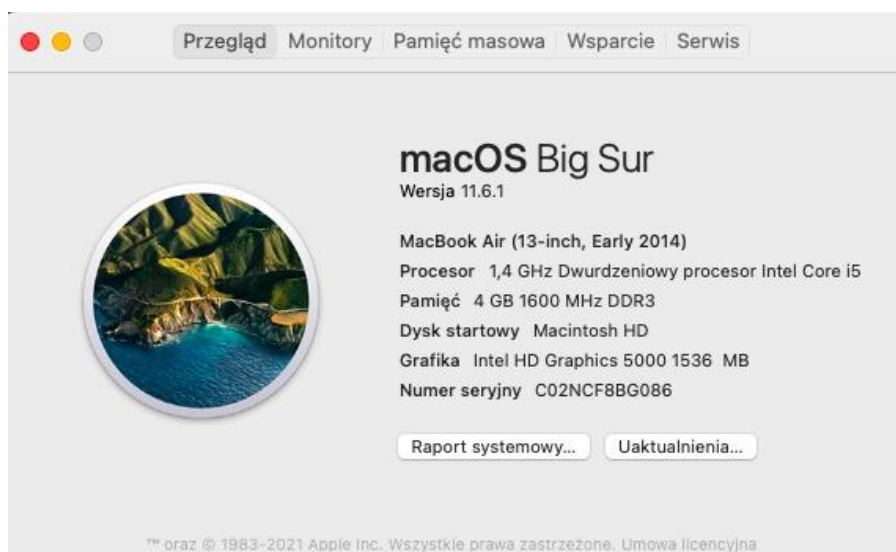 Przegląd Monitory Pamięć masowa Wsparcie Serwis
macOS Big Sur
Wersja 11.6.1
MacBook Air (13-inch, Early 2014)
Procesor 1,4 GHz Dwurdzeniowy procesor Intel Core i5
Pamięć 4 GB 1600 MHz DDR3
Dysk startowy Macintosh HD
Grafika Intel HD Graphics 5000 1536 MB
Numer seryjny C02NCF8BG086
Raport systemowy... Uaktualnienia...
™ oraz © 1983-2021 Apple Inc. Wszystkie prawa zastrzeżone. Umowa licencyjna